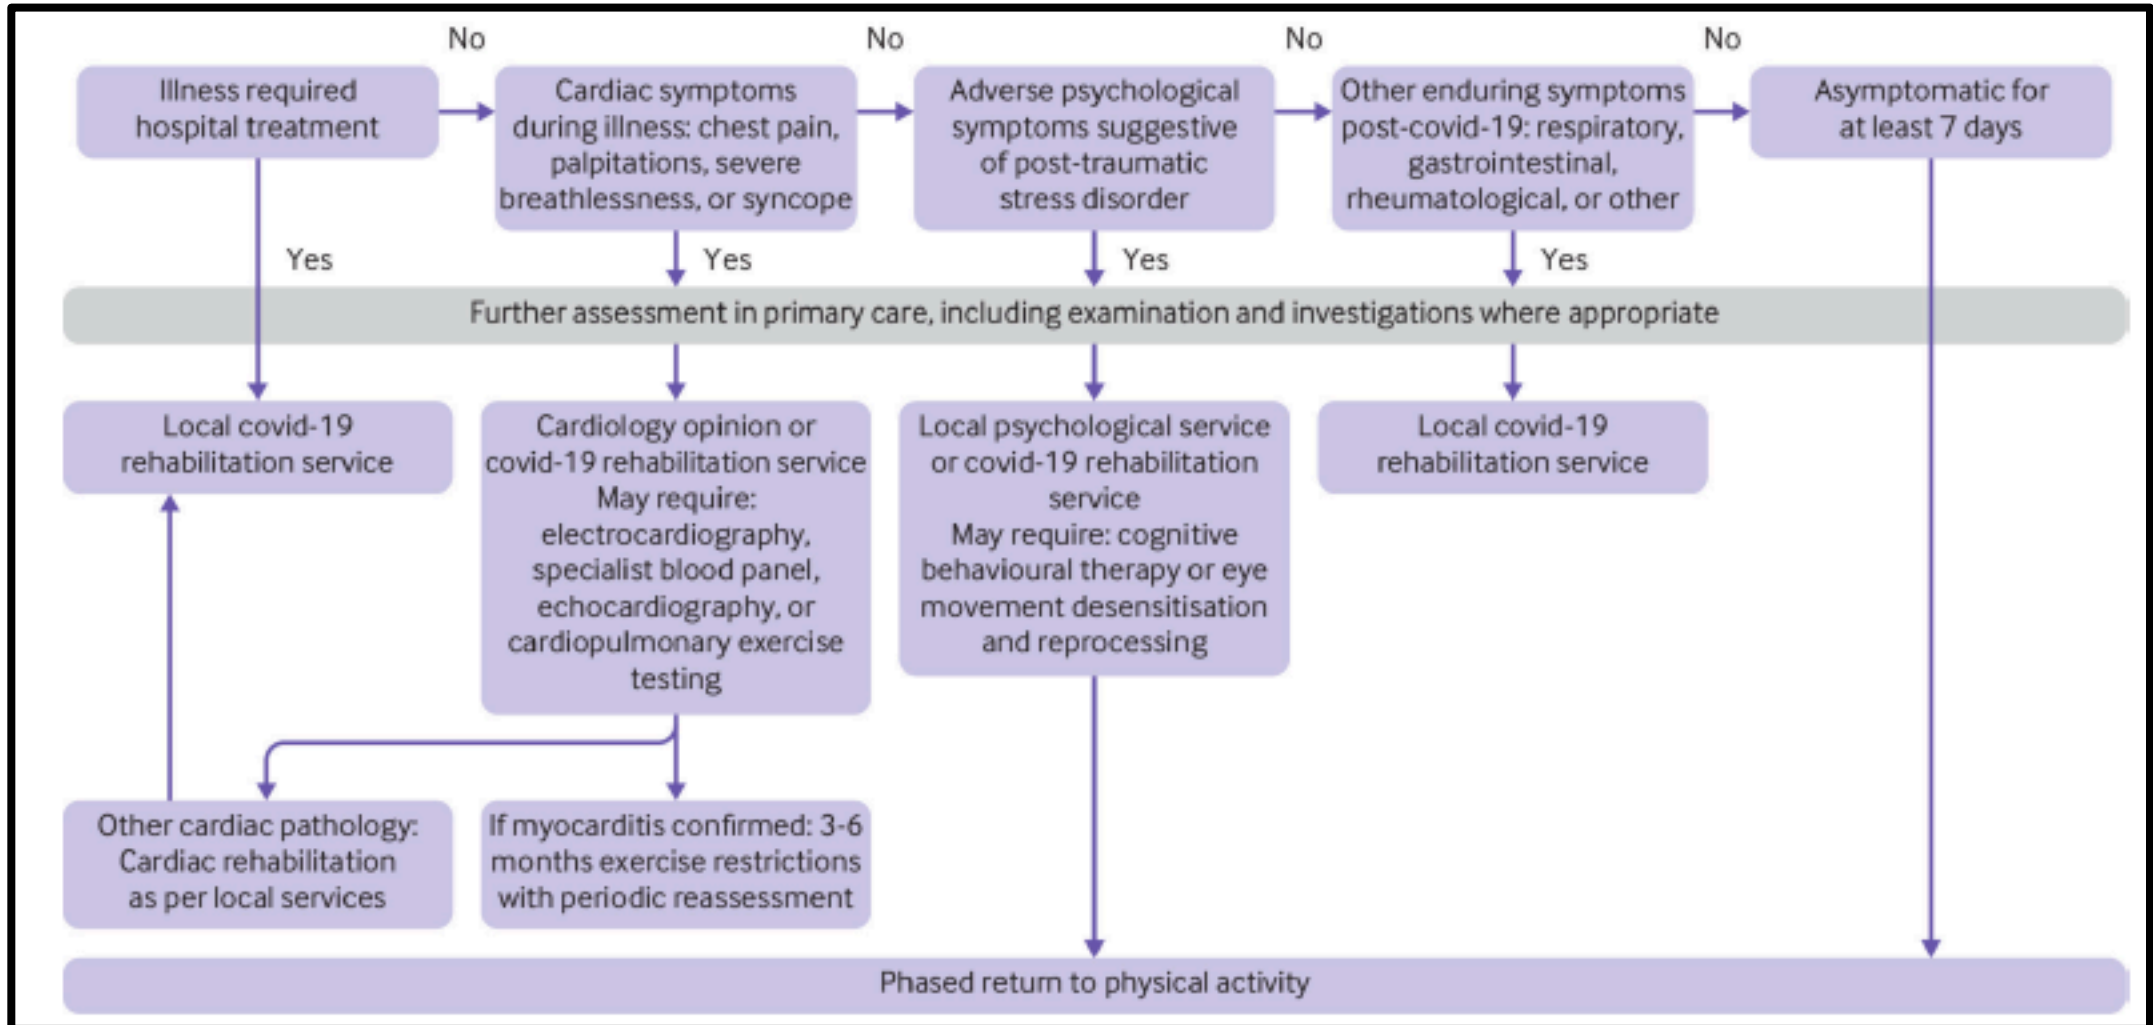 No
No
No
No
Illness required
hospital treatment
Cardiac symptoms
during illness: chest pain,
palpitations, severe
breathlessness, or syncope
Adverse psychological
symptoms suggestive
of post-traumatic
stress disorder
Other enduring symptoms
post-covid-19: respiratory,
gastrointestinal,
rheumatological, or other
Asymptomatic for
at least 7 days
Yes
Yes
Yes
Yes
Further assessment in primary care, including examination and investigations where appropriate
Local covid-19
rehabilitation service
Cardiology opinion or
covid-19 rehabilitation service
May require:
electrocardiography,
specialist blood panel,
echocardiography, or
cardiopulmonary exercise
testing
Local psychological service
or covid-19 rehabilitation
service
May require: cognitive
behavioural therapy or eye
movement desensitisation
and reprocessing
Local covid-19
rehabilitation service
Other cardiac pathology:
Cardiac rehabilitation
as per local services
If myocarditis confirmed: 3-6
months exercise restrictions
with periodic reassessment
Phased return to physical activity